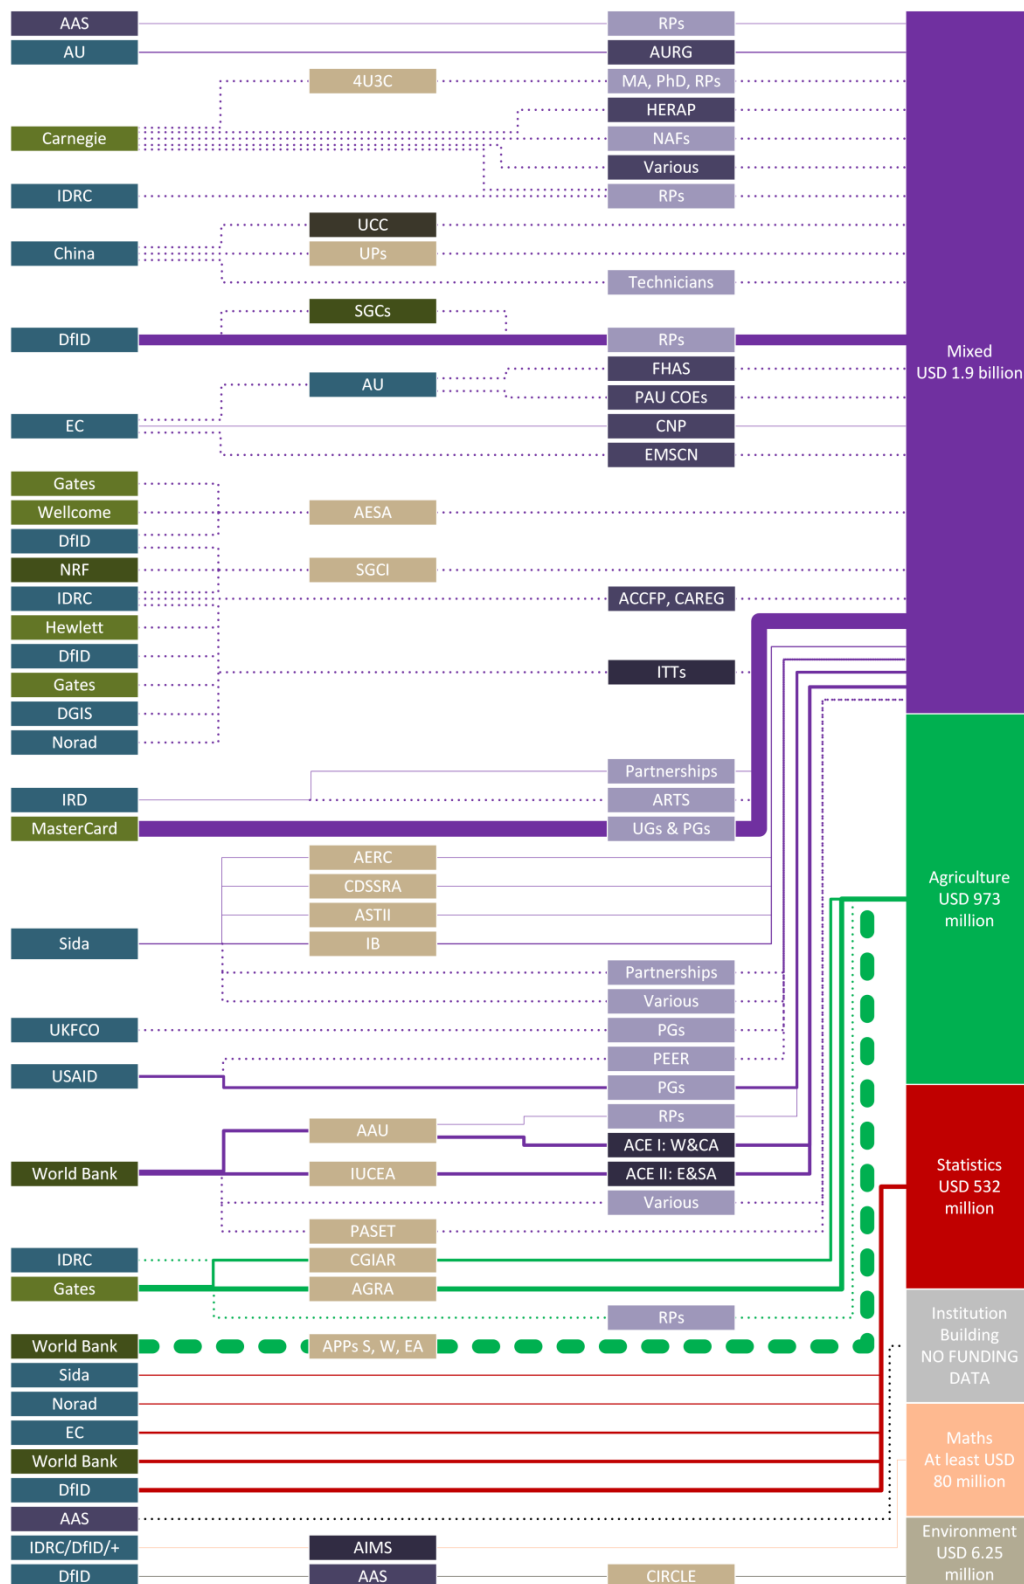 AAS
RPs
AU
AURG
4U3C
MA, PhD, RPs
HERAP
Carnegie
NAFs
Various
IDRC
RPs
UCC
China
UPs
Technicians
SGCs
DfID
RPs
Mixed
USD 1.9 billion
FHAS
AU
PAU COEs
EC
CNP
EMSCN
Gates
Wellcome
AESA
DfID
NRF
SGCI
IDRC
ACCFP, CAREG
Hewlett
DfID
ITTs
Gates
DGIS
Norad
Partnerships
IRD
ARTS
MasterCard
UGs & PGs
AERC
CDSSRA
Agriculture
USD 973
million
ASTII
Sida
IB
Partnerships
Various
UKFCO
PGs
PEER
USAID
PGs
RPs
AAU
ACE I: W&CA
World Bank
IUCEA
ACE II: E&SA
Statistics
USD 532
million
Various
PASET
IDRC
CGIAR
Gates
AGRA
RPs
Institution
Building
NO FUNDING
DATA
World Bank
APPs S, W, EA
Sida
Norad
EC
World Bank
Maths
At least USD
80 million
DfID
AAS
IDRC/DfID/+
AIMS
Environment
USD 6.25
million
DfID
AAS
CIRCLE